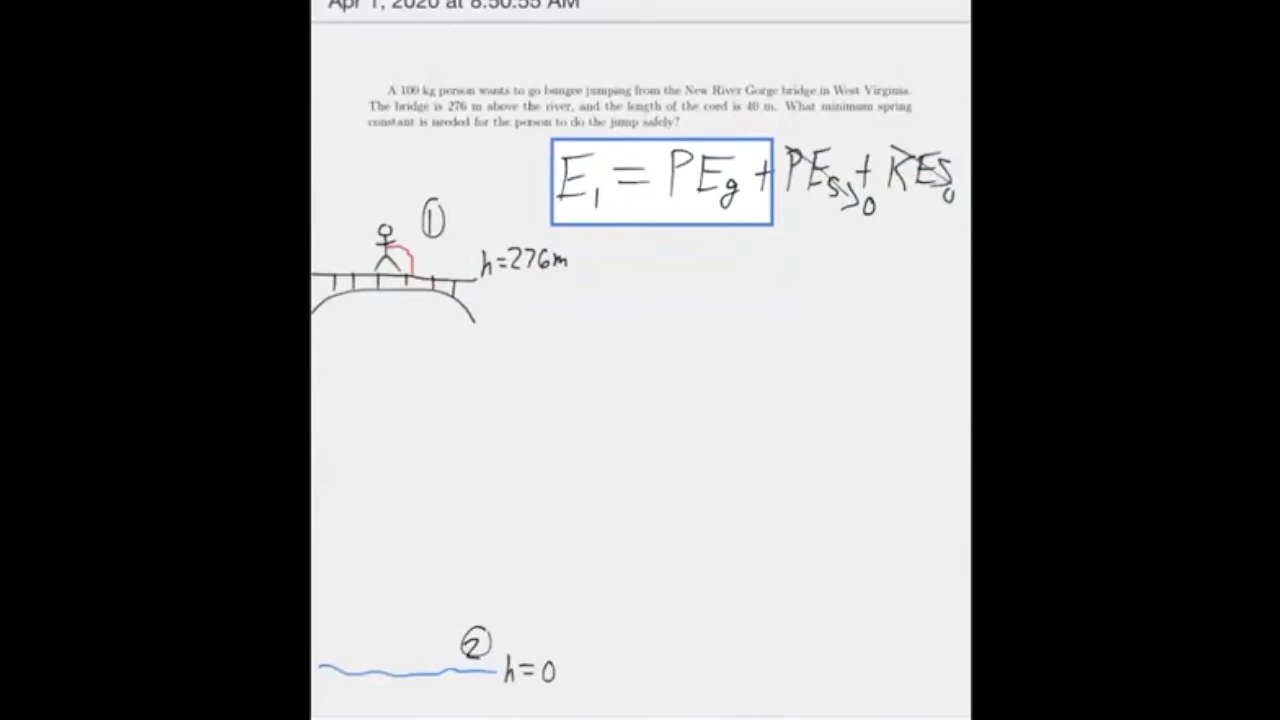 Apr 1, 2020 at 8:50:55 AM
A 100 kg person wants to go bungee jumping from the New River Gorge bridge in West Virginia.
The bridge is 276 m above the river, and the length of the cord is 40 m. What minimum spring
constant is needed for the person to do the jump safely?
E₁ = PEg + PEs→0 + KE→0
①
h=276m
②
h=0